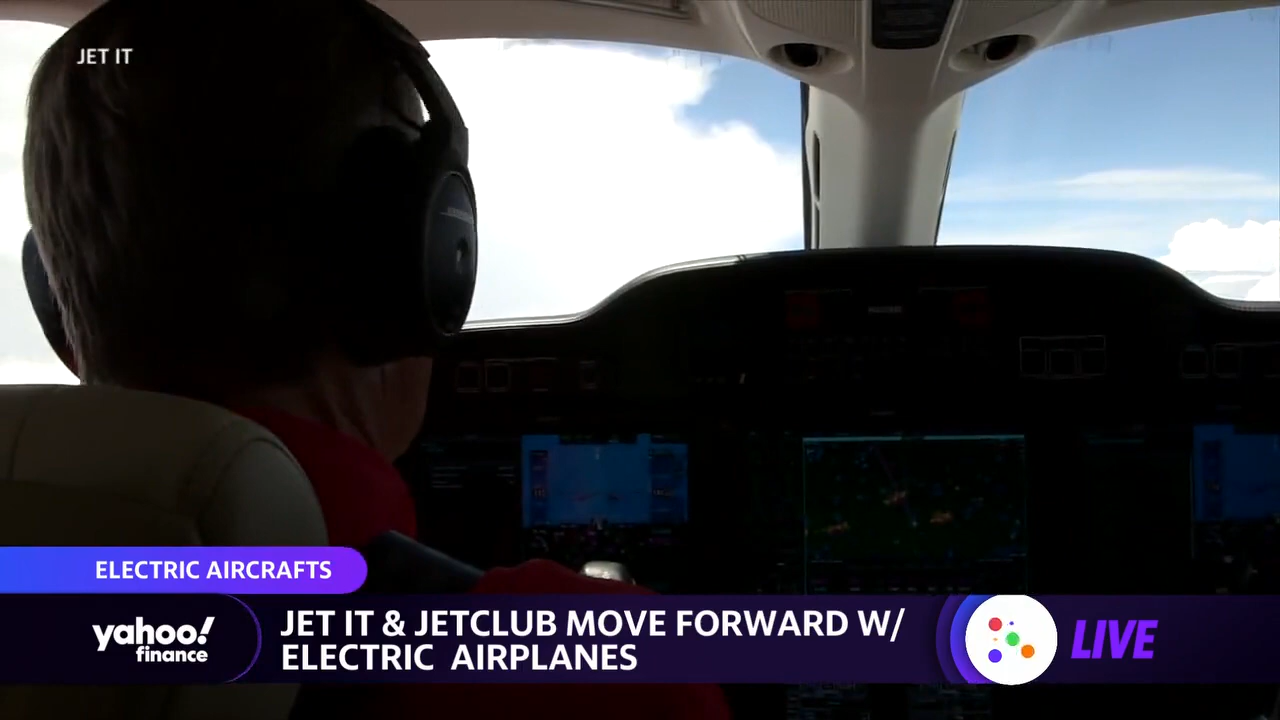 JET IT
ELECTRIC AIRCRAFTS
yahoo!
finance
JET IT & JETCLUB MOVE FORWARD W/
ELECTRIC AIRPLANES
LIVE